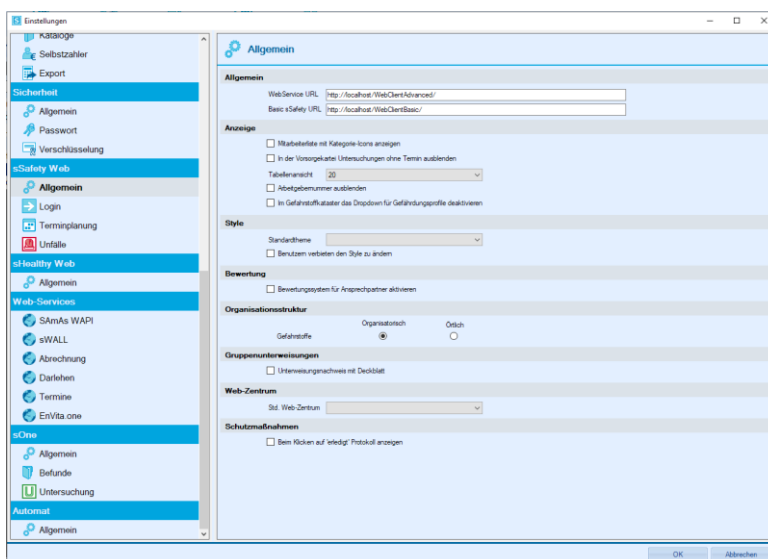 Einstellungen
Kataloge
Selbstzahler
Export
Sicherheit
Allgemein
Passwort
Verschlüsselung
sSafety Web
Allgemein
Login
Terminplanung
Unfälle
sHealthy Web
Allgemein
Web-Services
SAmAs WAPI
sWALL
Abrechnung
Darlehen
Termine
EnVita.one
sOne
Allgemein
Befunde
Untersuchung
Automat
Allgemein
Allgemein
Allgemein
WebService URL http://localhost/WebClientAdvanced/
Basic sSafety URL http://localhost/WebClientBasic/
Anzeige
Mitarbeiterliste mit Kategorie-Icons anzeigen
In der Vorsorgekartei Untersuchungen ohne Termin ausblenden
Tabellenansicht 20
Arbeitgebernummer ausblenden
Im Gefahrstoffkataster das Dropdown für Gefährdungsprofile deaktivieren
Style
Standardtheme
Benutzern verbieten den Style zu ändern
Bewertung
Bewertungssystem für Ansprechpartner aktivieren
Organisationsstruktur
Organisatorisch Örtlich
Gefahrstoffe
Gruppenunterweisungen
Unterweisungsnachweis mit Deckblatt
Web-Zentrum
Std. Web-Zentrum
Schutzmaßnahmen
Beim Klicken auf 'erledigt' Protokoll anzeigen
OK Abbrechen